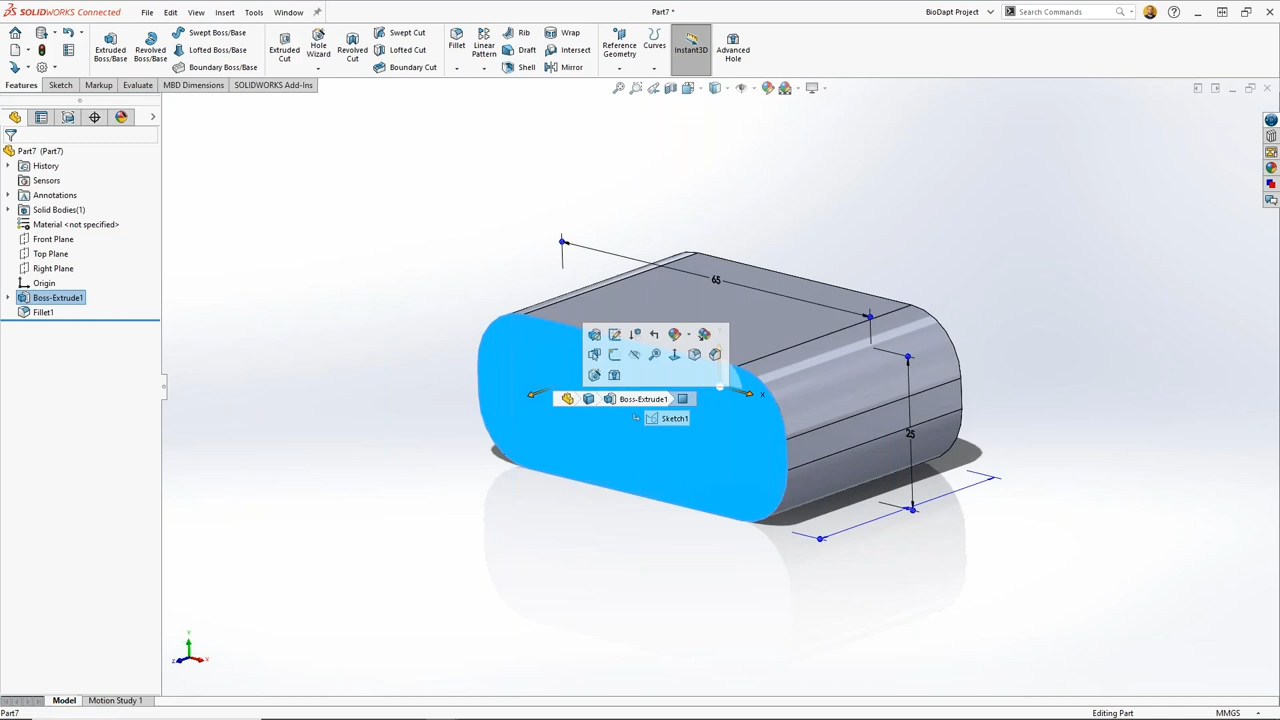 SOLIDWORKS Connected
File
Edit
View
Insert
Tools
Window
Part7 *
BioDapt Project
Search Commands
Extruded Boss/Base
Revolved Boss/Base
Swept Boss/Base
Lofted Boss/Base
Boundary Boss/Base
Extruded Cut
Hole Wizard
Revolved Cut
Swept Cut
Lofted Cut
Boundary Cut
Fillet
Linear Pattern
Rib
Draft
Shell
Wrap
Intersect
Mirror
Reference Geometry
Curves
Instant3D
Advanced Hole
Features
Sketch
Markup
Evaluate
MBD Dimensions
SOLIDWORKS Add-Ins
Part7 (Part7)
History
Sensors
Annotations
Solid Bodies(1)
Material <not specified>
Front Plane
Top Plane
Right Plane
Origin
Boss-Extrude1
Fillet1
65
25
X
Boss-Extrude1
Sketch1
Y
Z
X
Model
Motion Study 1
Part7
Editing Part
MMGS